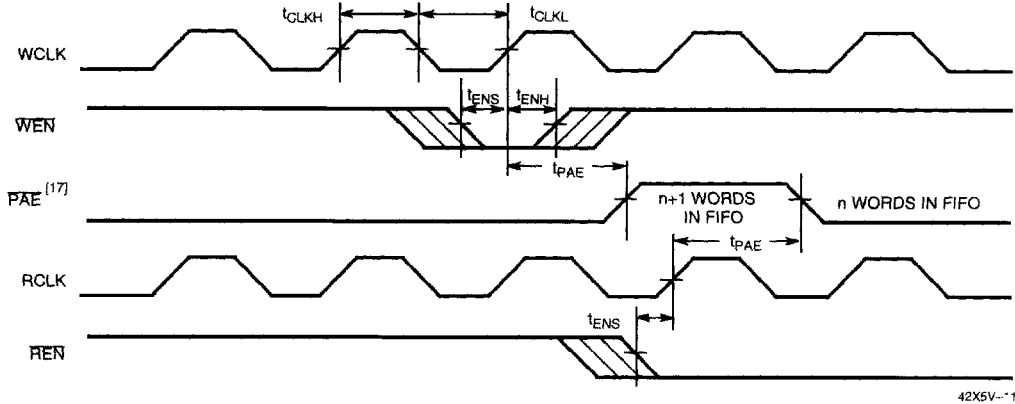 tCLKH
tCLKL
WCLK
tENS
tENH
WEN
tPAE
PAE [17]
n+1 WORDS
IN FIFO
n WORDS IN FIFO
tPAE
RCLK
tENS
REN